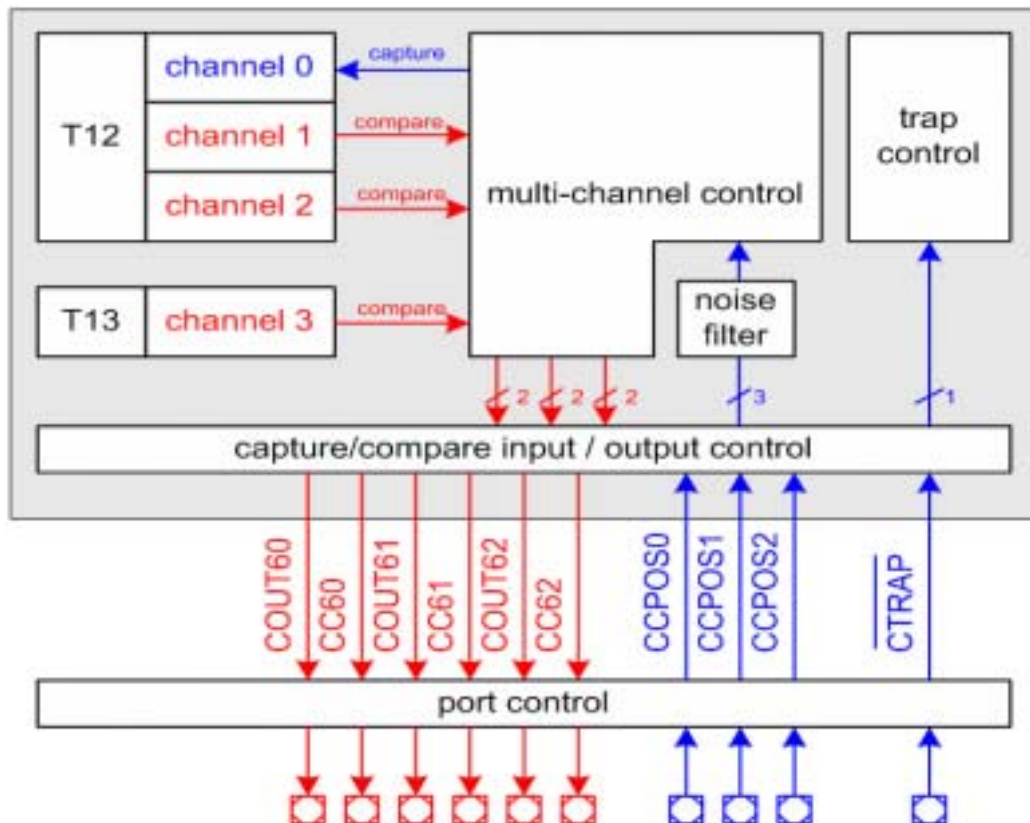 channel 0
capture
T12
channel 1
compare
channel 2
compare
multi-channel control
trap
control
T13
channel 3
compare
noise
filter
2
2
2
3
1
capture/compare input / output control
COUT60
CC60
COUT61
CC61
COUT62
CC62
CCPOS0
CCPOS1
CCPOS2
CTRAP
port control